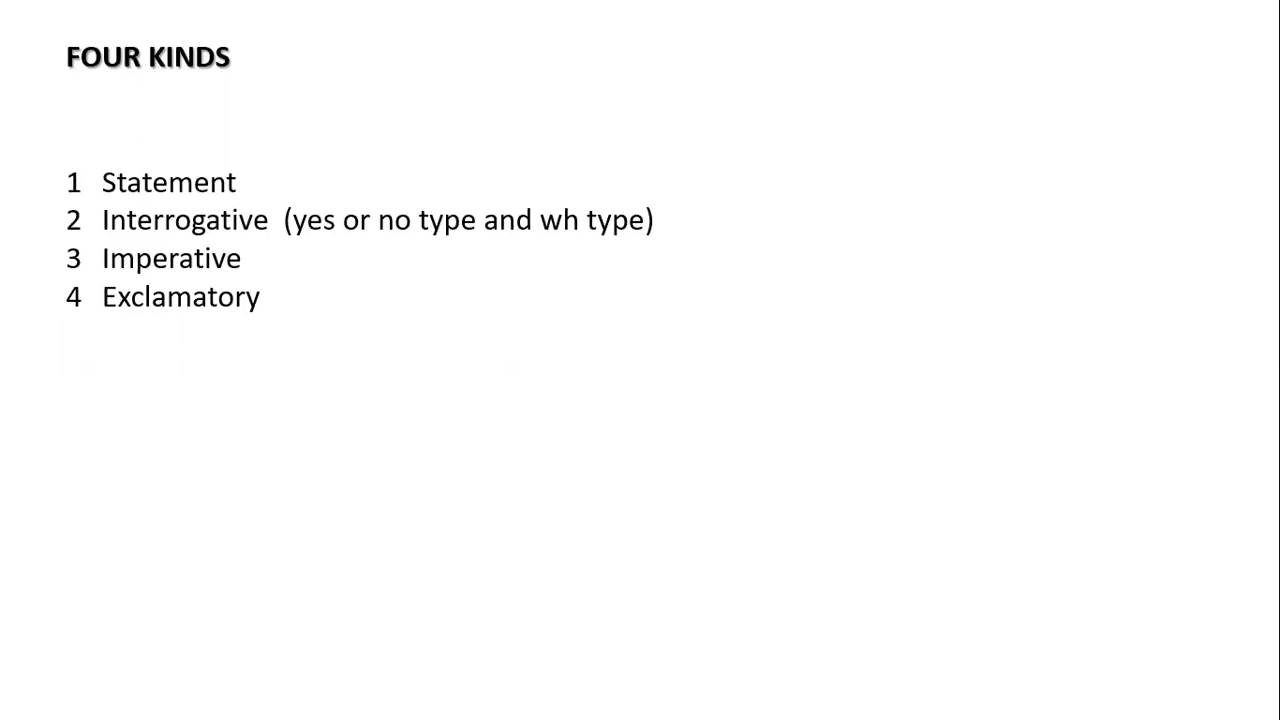 FOUR KINDS
1 Statement
2 Interrogative (yes or no type and wh type)
3 Imperative
4 Exclamatory